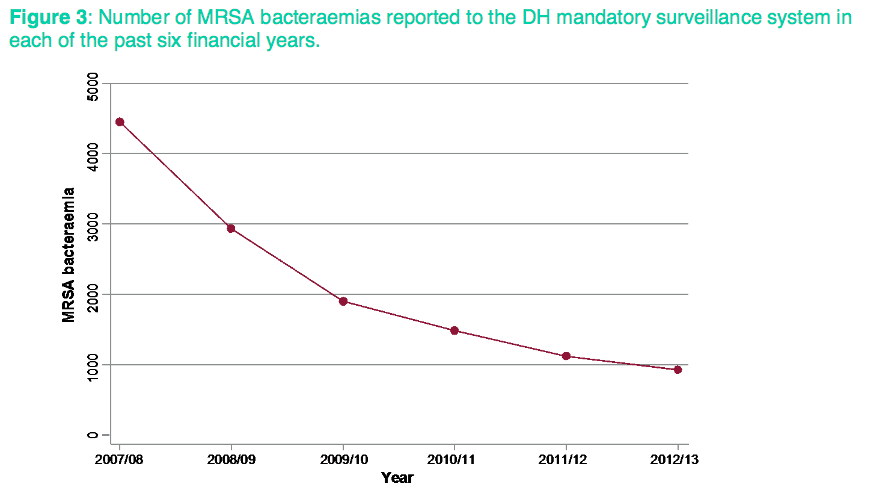 Figure 3: Number of MRSA bacteraemias reported to the DH mandatory surveillance system in
each of the past six financial years.
5000
4000
3000
2000
1000
0
MRSA bacteraemia
2007/08 2008/09 2009/10 2010/11 2011/12 2012/13
Year